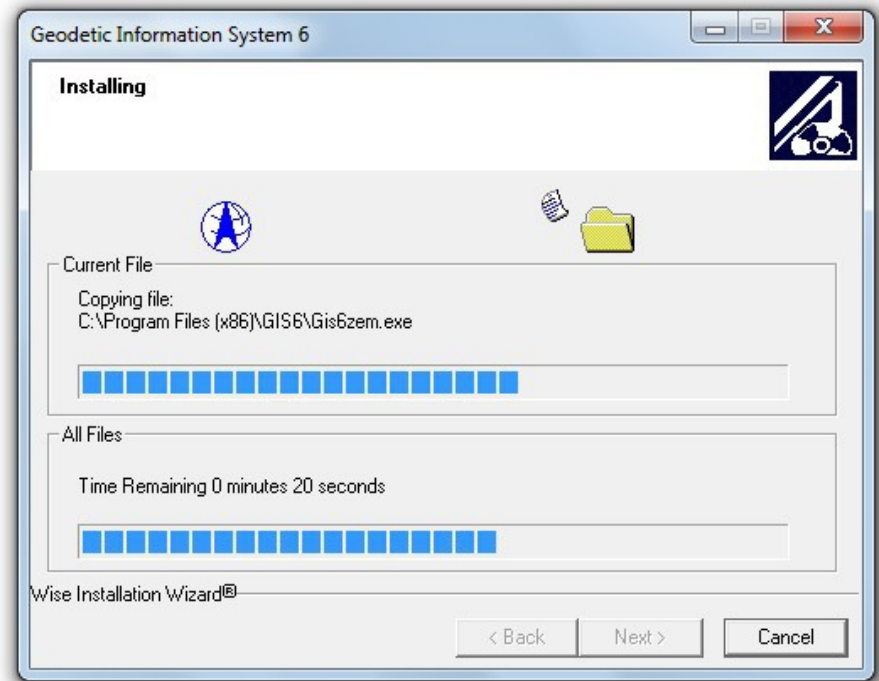 Geodetic Information System 6
Installing
Current File
Copying file:
C:\Program Files (x86)\GIS6\Gis6zem.exe
All Files
Time Remaining 0 minutes 20 seconds
Wise Installation Wizard®
< Back
Next >
Cancel